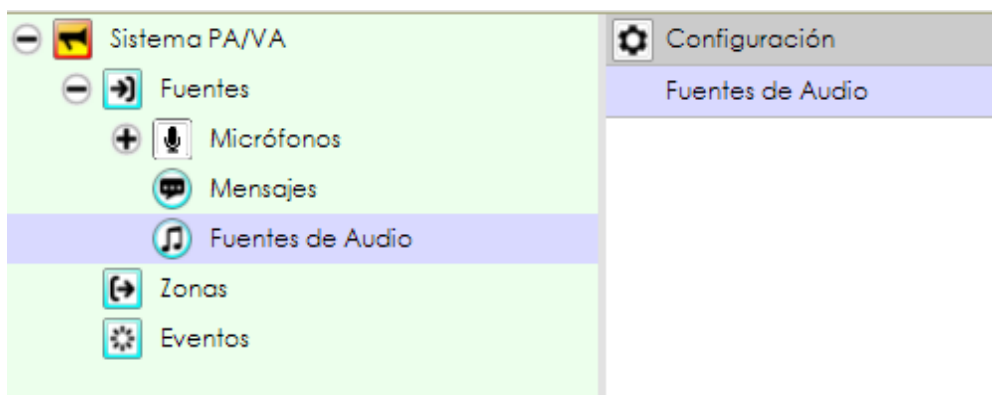 Sistema PA/VA
Fuentes
Micrófonos
Mensajes
Fuentes de Audio
Zonas
Eventos
Configuración
Fuentes de Audio